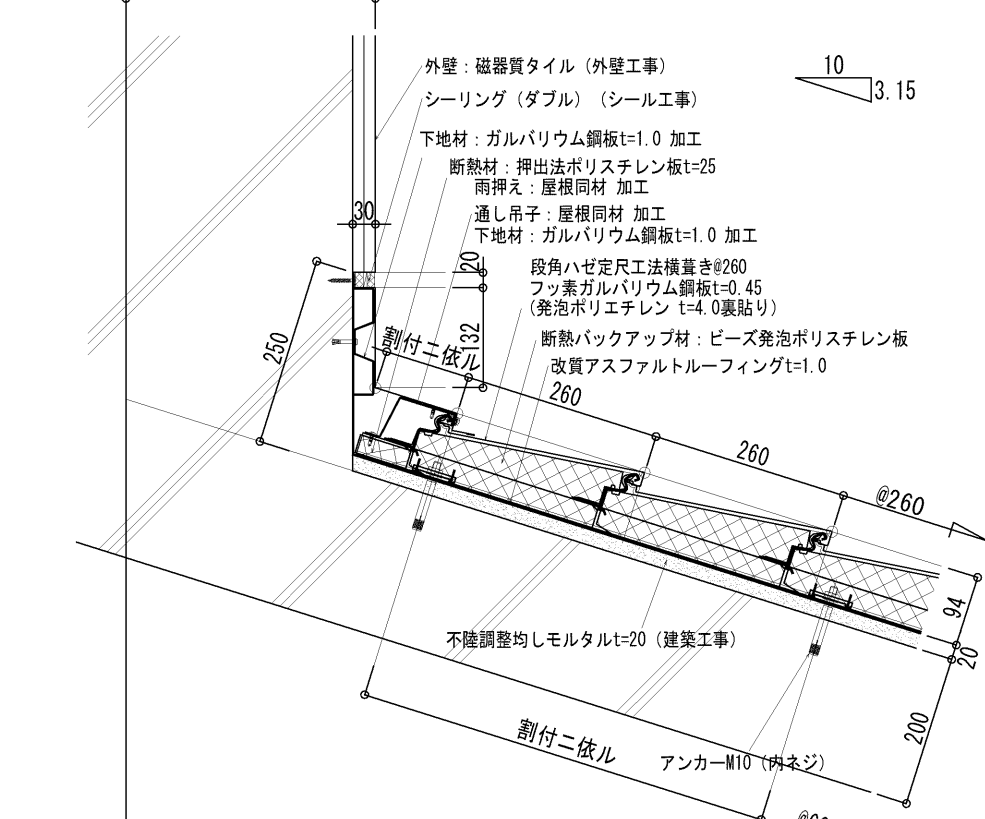 外壁：磁器質タイル（外壁工事）
10
3.15
シーリング（ダブル）（シール工事）
下地材：ガルバリウム鋼板t=1.0 加工
断熱材：押出法ポリスチレン板t=25
雨押え：屋根同材 加工
通し吊子：屋根同材 加工
下地材：ガルバリウム鋼板t=1.0 加工
30
20
段角ハゼ定尺工法横葺き@260
フッ素ガルバリウム鋼板t=0.45
（発泡ポリエチレン t=4.0裏貼り）
250
132
割付ニ依ル
断熱バックアップ材：ビーズ発泡ポリスチレン板
改質アスファルトルーフィングt=1.0
260
260
@260
94
20
200
不陸調整均しモルタルt=20（建築工事）
割付ニ依ル
アンカーM10（内ネジ）